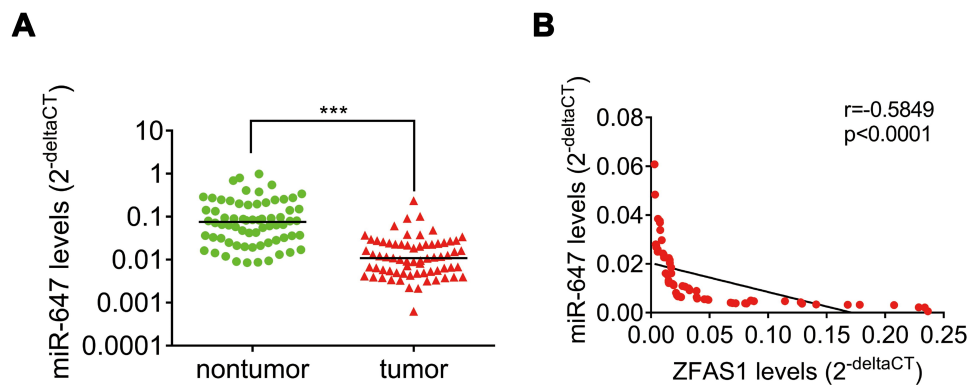 A
miR-647 levels (2-deltaCT)
10
1
0.1
0.01
0.001
0.0001
***
nontumor
tumor
B
miR-647 levels (2-deltaCT)
0.08
0.06
0.04
0.02
0.00
r=-0.5849
p<0.0001
0.00 0.05 0.10 0.15 0.20 0.25
ZFAS1 levels (2-deltaCT)